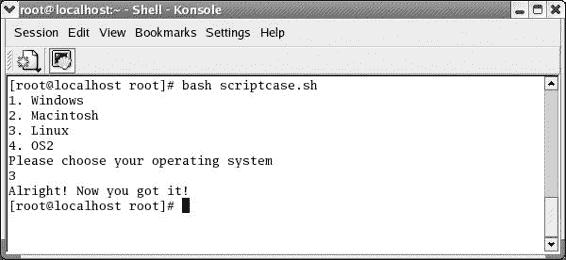 root@localhost:~ - Shell - Konsole
Session Edit View Bookmarks Settings Help
[root@localhost root]# bash scriptcase.sh
1. Windows
2. Macintosh
3. Linux
4. OS2
Please choose your operating system
3
Alright! Now you got it!
[root@localhost root]#